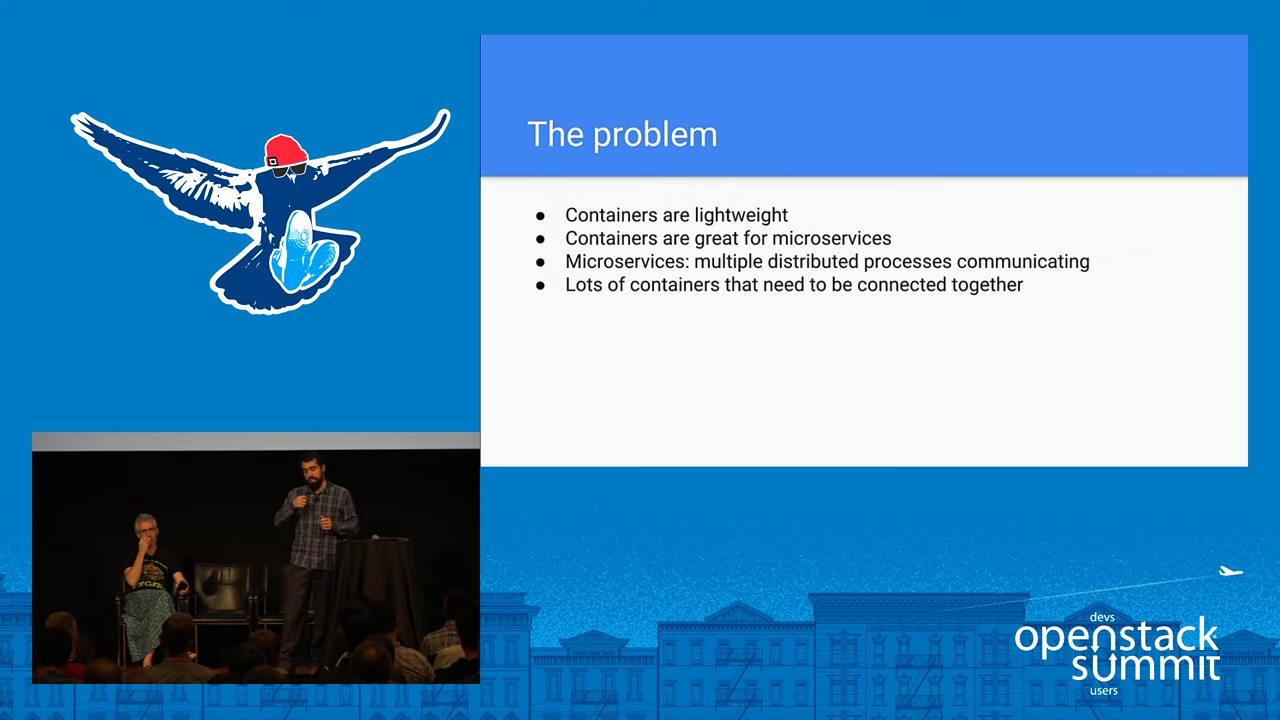 The problem
● Containers are lightweight
● Containers are great for microservices
● Microservices: multiple distributed processes communicating
● Lots of containers that need to be connected together
devs
openstack
summit
users